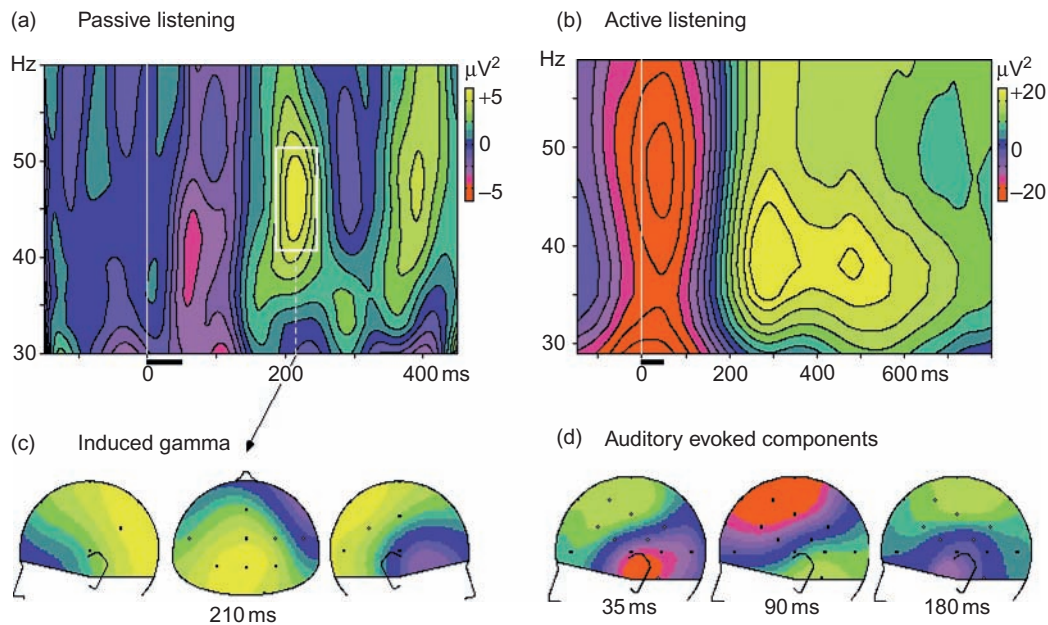 (a) Passive listening
Hz
50
40
30
0 200 400 ms
μV²
+5
0
–5
(b) Active listening
Hz
50
40
30
0 200 400 600 ms
μV²
+20
0
–20
(c) Induced gamma
210 ms
(d) Auditory evoked components
35 ms 90 ms 180 ms